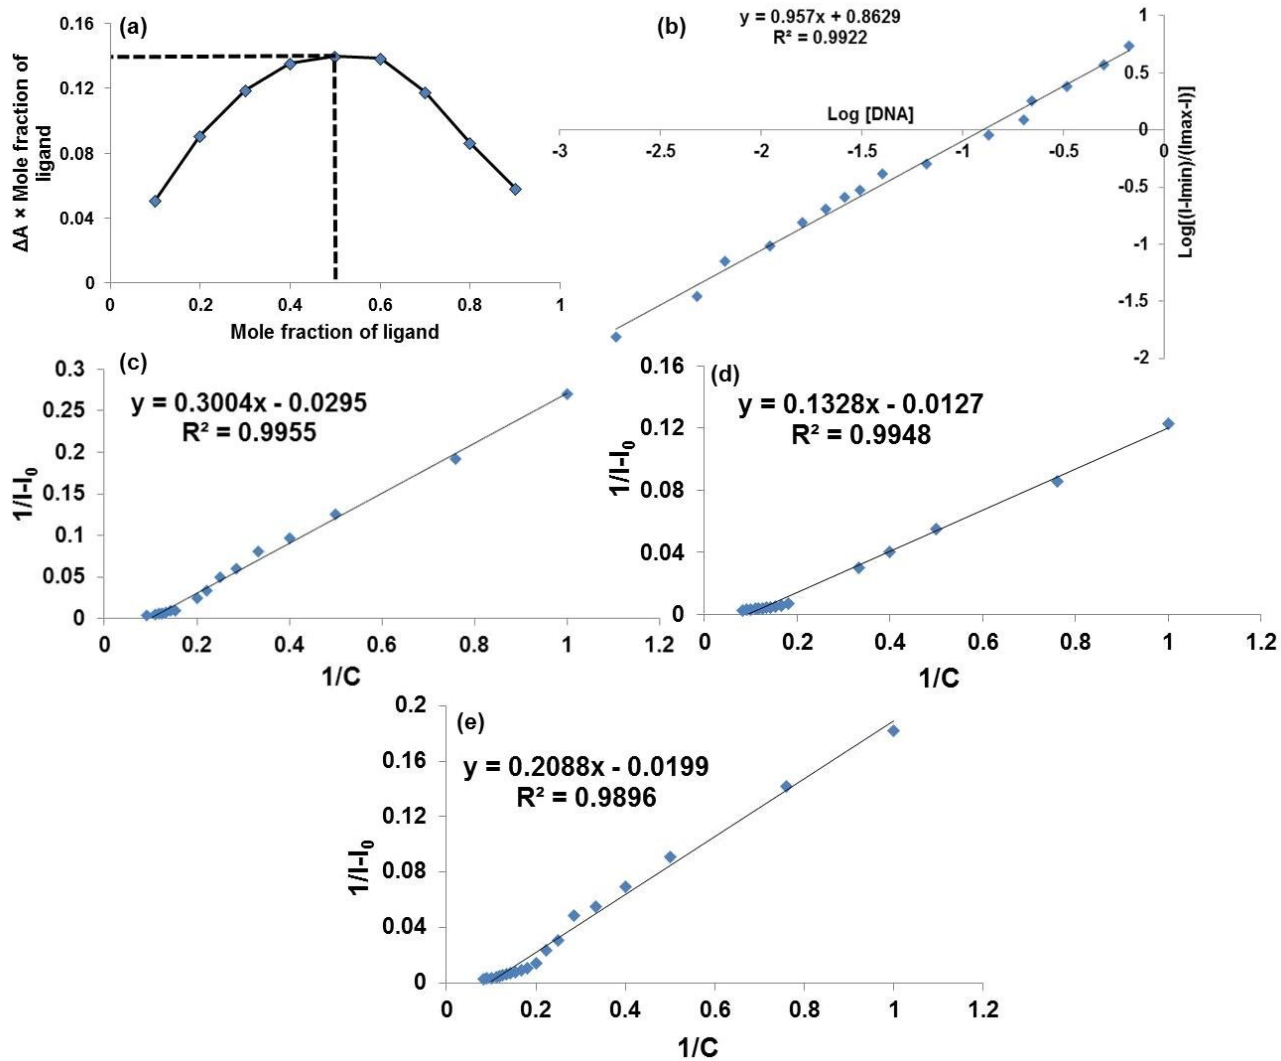 (a)
0.16
0.12
0.08
0.04
0
0 0.2 0.4 0.6 0.8 1
ΔA × Mole fraction of
ligand
Mole fraction of ligand
(b)
y = 0.957x + 0.8629
R² = 0.9922
Log [DNA]
-3 -2.5 -2 -1.5 -1 -0.5 0
1
0.5
0
-0.5
-1
-1.5
-2
Log[(I-Imin)/(Imax-I)]
(c)
y = 0.3004x - 0.0295
R² = 0.9955
0.3
0.25
0.2
0.15
0.1
0.05
0
0 0.2 0.4 0.6 0.8 1 1.2
1/I-I₀
1/C
(d)
y = 0.1328x - 0.0127
R² = 0.9948
0.16
0.12
0.08
0.04
0
0 0.2 0.4 0.6 0.8 1 1.2
1/I-I₀
1/C
(e)
y = 0.2088x - 0.0199
R² = 0.9896
0.2
0.16
0.12
0.08
0.04
0
0 0.2 0.4 0.6 0.8 1 1.2
1/I-I₀
1/C